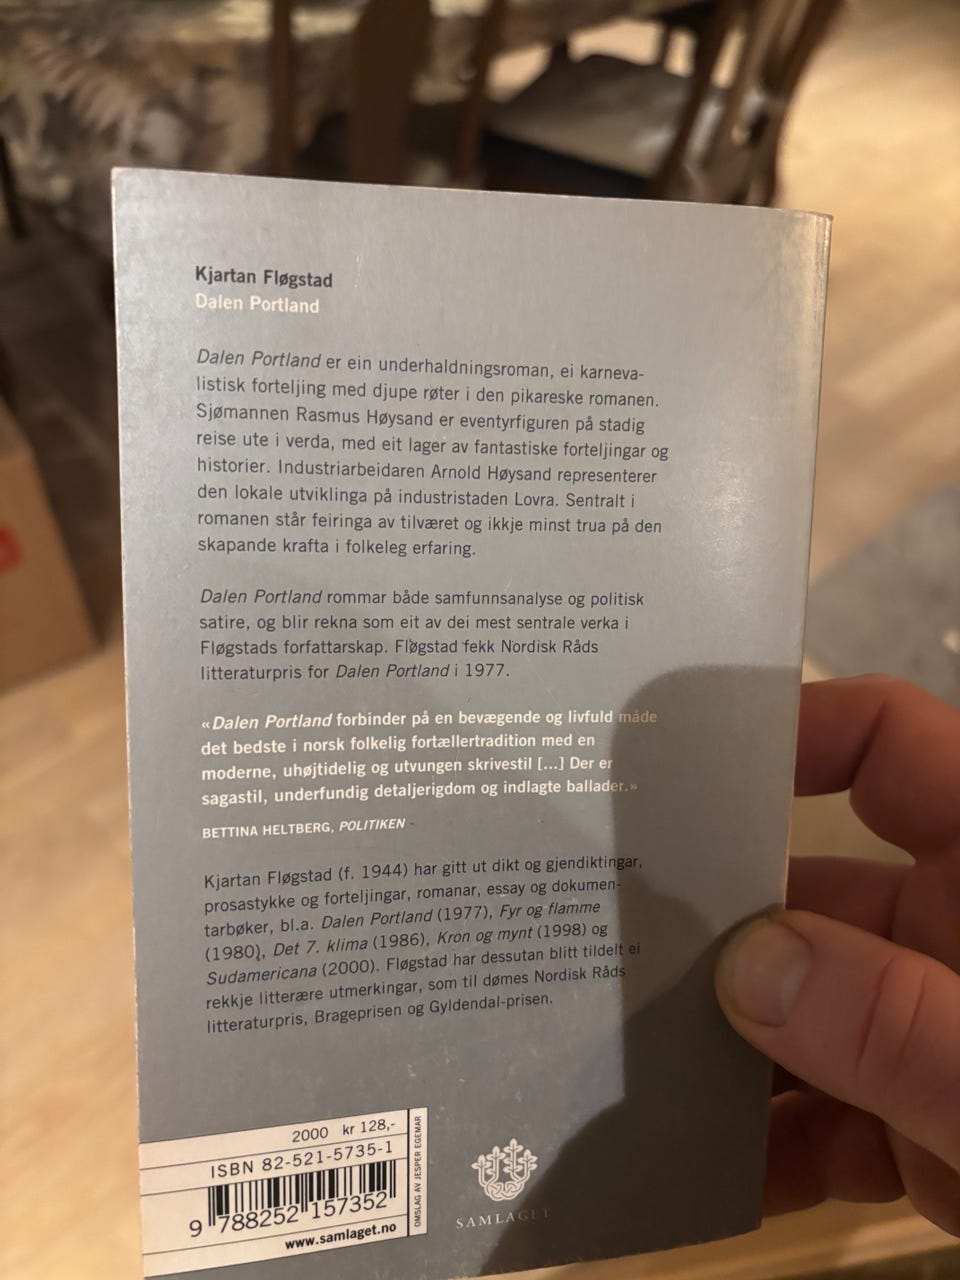 Kjartan Fløgstad
Dalen Portland
Dalen Portland er ein underhaldningsroman, ei karneva-
listisk forteljing med djupe røter i den pikareske romanen.
Sjømannen Rasmus Høysand er eventyrfiguren på stadig
reise ute i verda, med eit lager av fantastiske forteljingar og
historier. Industriarbeidaren Arnold Høysand representerer
den lokale utviklinga på industristaden Lovra. Sentralt i
romanen står feiringa av tilværet og ikkje minst trua på den
skapande krafta i folkeleg erfaring.
Dalen Portland rommar både samfunnsanalyse og politisk
satire, og blir rekna som eit av dei mest sentrale verka i
Fløgstads forfattarskap. Fløgstad fekk Nordisk Råds
litteraturpris for Dalen Portland i 1977.
«Dalen Portland forbinder på en bevægende og livfuld måde
det bedste i norsk folkelig fortællertradition med en
moderne, uhøjtidelig og utvungen skrivestil [...] Der er
sagastil, underfundig detaljerigdom og indlagte ballader.»
BETTINA HELTBERG, POLITIKEN
Kjartan Fløgstad (f. 1944) har gitt ut dikt og gjendiktingar,
prosastykke og forteljingar, romanar, essay og dokumen-
tarbøker, bl.a. Dalen Portland (1977), Fyr og flamme
(1980), Det 7. klima (1986), Kron og mynt (1998) og
Sudamericana (2000). Fløgstad har dessutan blitt tildelt ei
rekkje litterære utmerkingar, som til dømes Nordisk Råds
litteraturpris, Brageprisen og Gyldendal-prisen.
2000 kr 128,-
ISBN 82-521-5735-1
9 788252 157352
www.samlaget.no
OMSLAG AV JESPER EGEMAR
SAMLAGET